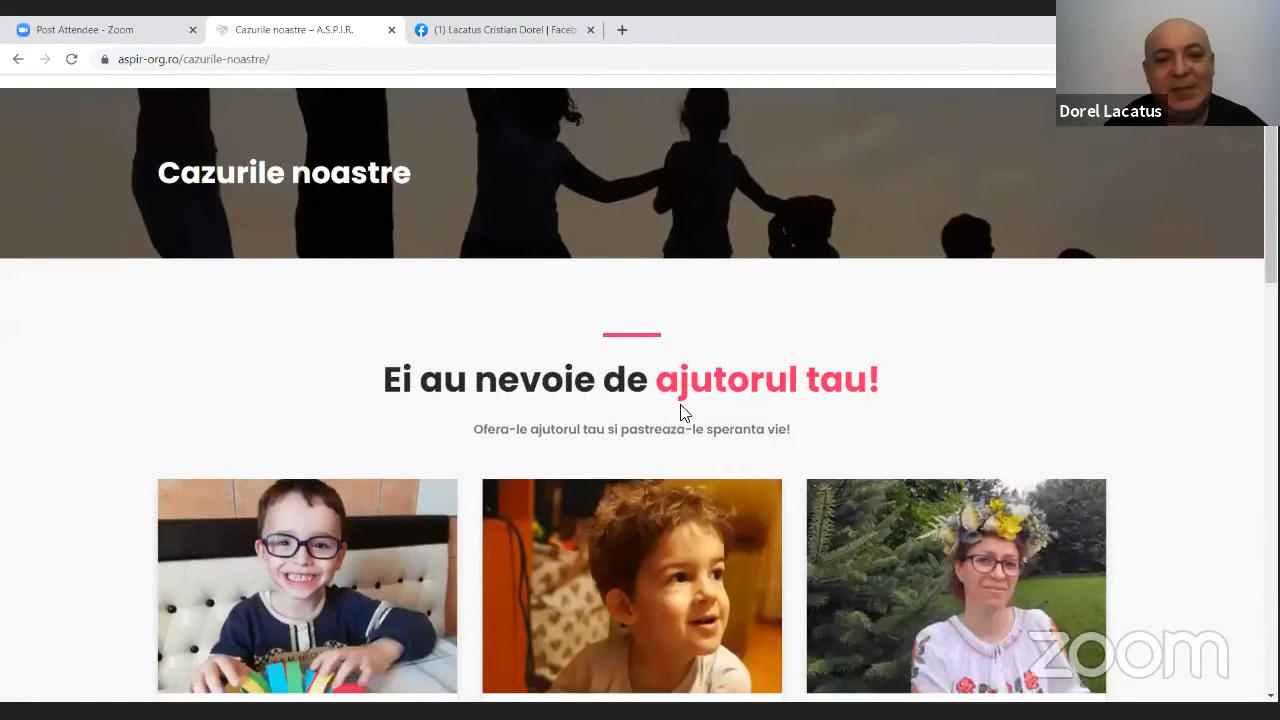 Post Attendee - Zoom
Cazurile noastre – A.S.P.I.R.
(1) Lacatus Cristian Dorel | Faceb
aspir-org.ro/cazurile-noastre/
Dorel Lacatus
Cazurile noastre
Ei au nevoie de ajutorul tau!
Ofera-le ajutorul tau si pastreaza-le speranta vie!
zoom